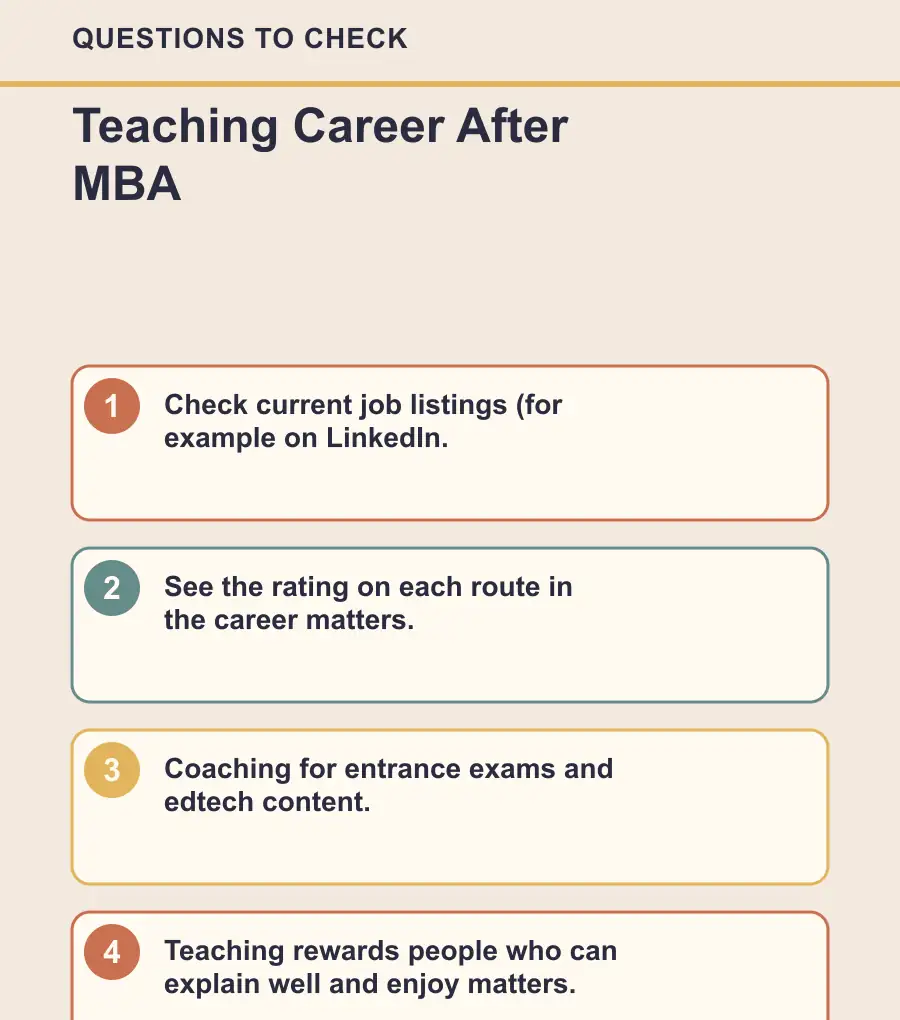 QUESTIONS TO CHECK
Teaching Career After
MBA
1
Check current job listings (for
example on LinkedIn.
2
See the rating on each route in
the career matters.
3
Coaching for entrance exams and
edtech content.
4
Teaching rewards people who can
explain well and enjoy matters.